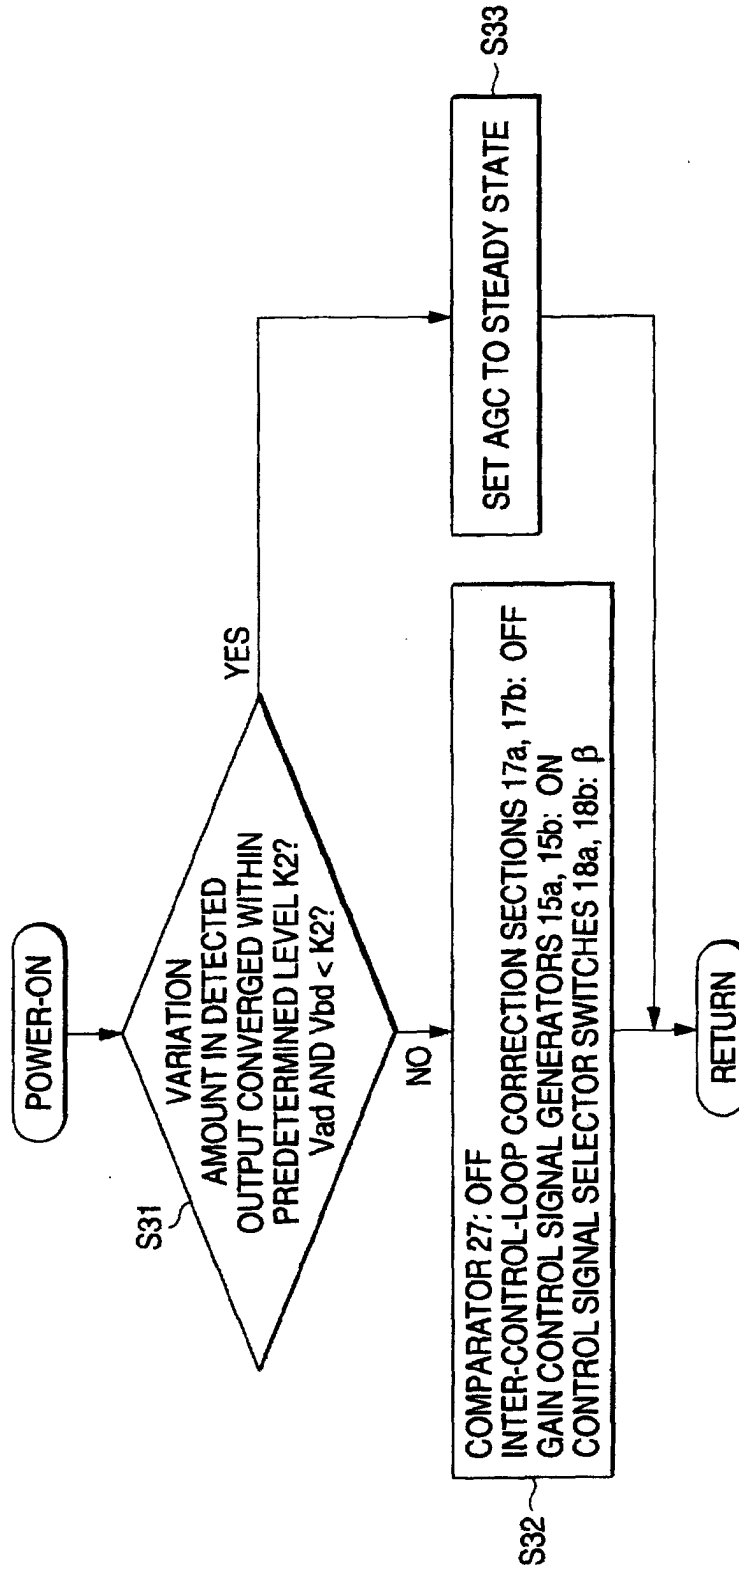 POWER-ON
S31
VARIATION
AMOUNT IN DETECTED
OUTPUT CONVERGED WITHIN
PREDETERMINED LEVEL K2?
Vad AND Vbd < K2?
YES
NO
S32
COMPARATOR 27: OFF
INTER-CONTROL-LOOP CORRECTION SECTIONS 17a, 17b: OFF
GAIN CONTROL SIGNAL GENERATORS 15a, 15b: ON
CONTROL SIGNAL SELECTOR SWITCHES 18a, 18b: β
SET AGC TO STEADY STATE
S33
RETURN